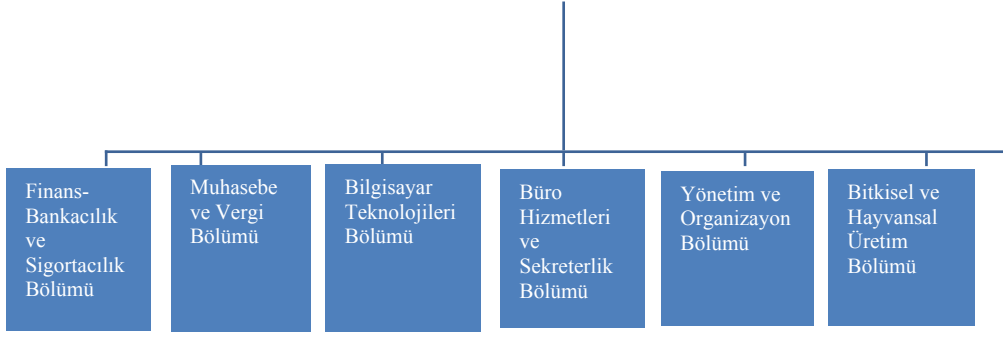 Finans-
Bankacılık
ve
Sigortacılık
Bölümü
Muhasebe
ve Vergi
Bölümü
Bilgisayar
Teknolojileri
Bölümü
Büro
Hizmetleri
ve
Sekreterlik
Bölümü
Yönetim ve
Organizayon
Bölümü
Bitkisel ve
Hayvansal
Üretim
Bölümü